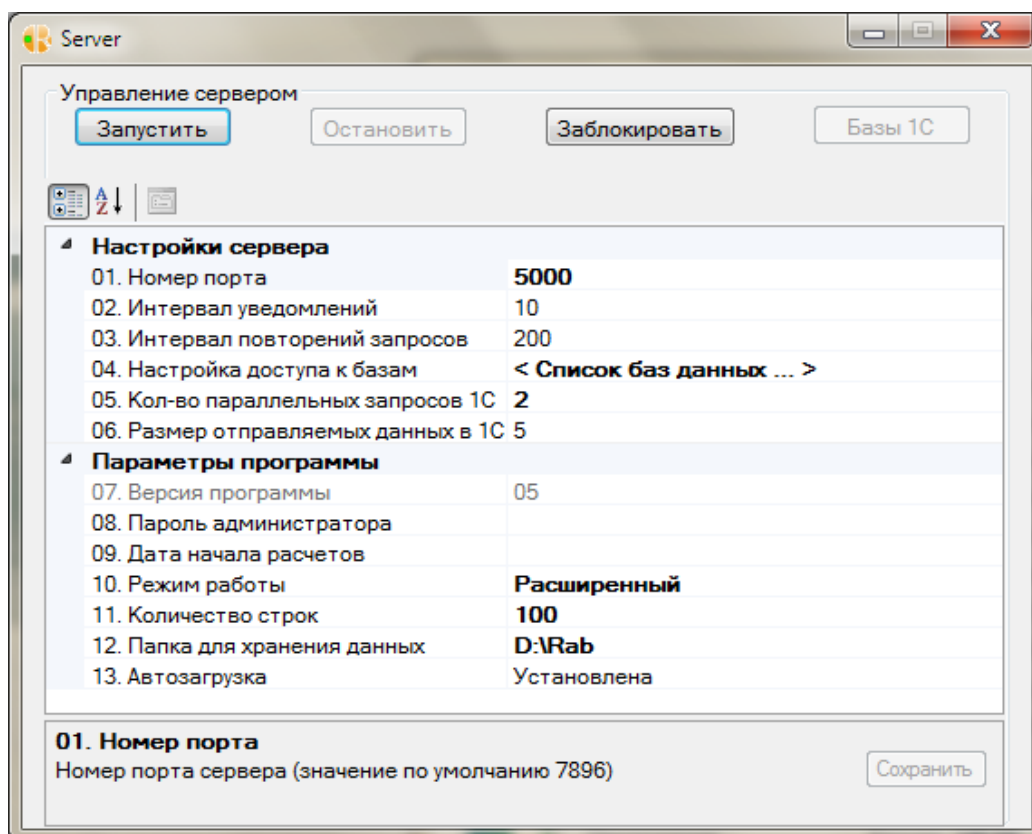 Server
Управление сервером
Запустить Остановить Заблокировать Базы 1С
Настройки сервера
01. Номер порта 5000
02. Интервал уведомлений 10
03. Интервал повторений запросов 200
04. Настройка доступа к базам < Список баз данных ... >
05. Кол-во параллельных запросов 1С 2
06. Размер отправляемых данных в 1С 5
Параметры программы
07. Версия программы 05
08. Пароль администратора
09. Дата начала расчетов
10. Режим работы Расширенный
11. Количество строк 100
12. Папка для хранения данных D:\Rab
13. Автозагрузка Установлена
01. Номер порта
Номер порта сервера (значение по умолчанию 7896)
Сохранить